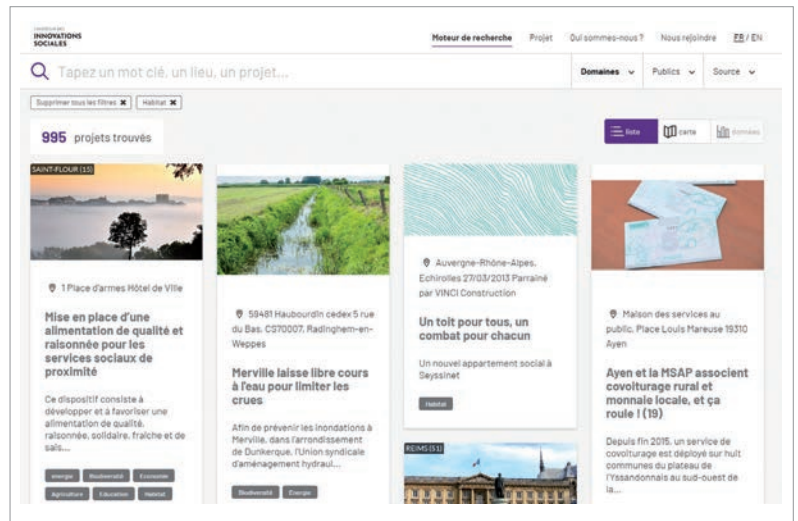 INNOVATIONS
SOCIALES
Moteur de recherche
Projet
Qui sommes-nous ?
Nous rejoindre
FR / EN
Tapez un mot clé, un lieu, un projet...
Domaines
Publics
Source
Supprimer tous les filtres ✖
Habitat ✖
995 projets trouvés
liste
carte
données
SAINT-FLOUR (15)
1 Place d'armes Hôtel de Ville
Mise en place d'une
alimentation de qualité et
raisonnée pour les
services sociaux de
proximité
Ce dispositif consiste à
développer et à favoriser une
alimentation de qualité,
raisonnée, solidaire, fraîche et de
sais...
energie
Biodiversité
Economie
Agriculture
Education
Habitat
59481 Haubourdin cedex 5 rue
du Bas, CS70007, Radinghem-en-
Weppes
Merville laisse libre cours
à l'eau pour limiter les
crues
Afin de prévenir les inondations à
Merville, dans l'arrondissement
de Dunkerque, l'Union syndicale
d'aménagement hydraul...
Biodiversité
Energie
Auvergne-Rhône-Alpes,
Echirolles 27/03/2013 Parrainé
par VINCI Construction
Un toit pour tous, un
combat pour chacun
Un nouvel appartement social à
Seyssinet
Habitat
REIMS (51)
Maison des services au
public, Place Louis Mareuse 19310
Ayen
Ayen et la MSAP associent
covoiturage rural et
monnaie locale, et ça
roule ! (19)
Depuis fin 2015, un service de
covoiturage est déployé sur huit
communes du plateau de
l'Yssandonnais au sud-ouest de
la...